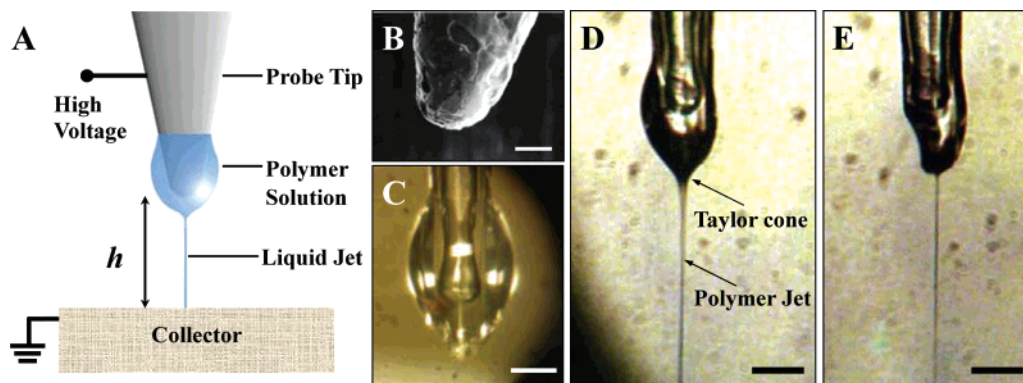 A
High
Voltage
Probe Tip
Polymer
Solution
h
Liquid Jet
Collector
B
C
D
Taylor cone
Polymer Jet
E